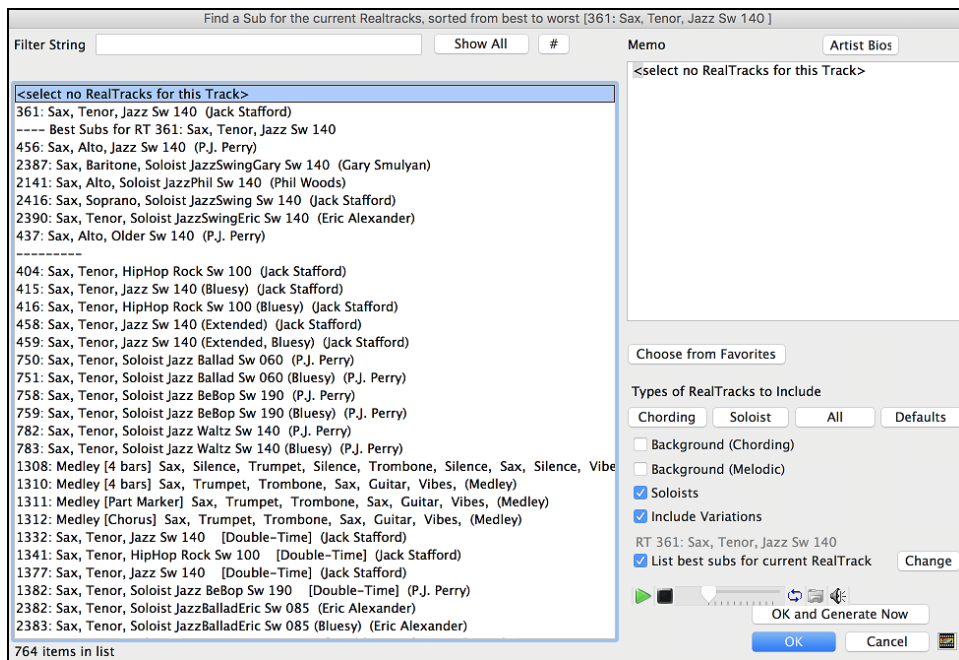 Find a Sub for the current Realtracks, sorted from best to worst [361: Sax, Tenor, Jazz Sw 140 ]
Filter String
Show All
#
<select no RealTracks for this Track>
361: Sax, Tenor, Jazz Sw 140 (Jack Stafford)
---- Best Subs for RT 361: Sax, Tenor, Jazz Sw 140
456: Sax, Alto, Jazz Sw 140 (P.J. Perry)
2387: Sax, Baritone, Soloist JazzSwingGary Sw 140 (Gary Smulyan)
2141: Sax, Alto, Soloist JazzPhil Sw 140 (Phil Woods)
2416: Sax, Soprano, Soloist JazzSwing Sw 140 (Jack Stafford)
2390: Sax, Tenor, Soloist JazzSwingEric Sw 140 (Eric Alexander)
437: Sax, Alto, Older Sw 140 (P.J. Perry)
---------
404: Sax, Tenor, HipHop Rock Sw 100 (Jack Stafford)
415: Sax, Tenor, Jazz Sw 140 (Bluesy) (Jack Stafford)
416: Sax, Tenor, HipHop Rock Sw 100 (Bluesy) (Jack Stafford)
458: Sax, Tenor, Jazz Sw 140 (Extended) (Jack Stafford)
459: Sax, Tenor, Jazz Sw 140 (Extended, Bluesy) (Jack Stafford)
750: Sax, Tenor, Soloist Jazz Ballad Sw 060 (P.J. Perry)
751: Sax, Tenor, Soloist Jazz Ballad Sw 060 (Bluesy) (P.J. Perry)
758: Sax, Tenor, Soloist Jazz BeBop Sw 190 (P.J. Perry)
759: Sax, Tenor, Soloist Jazz BeBop Sw 190 (Bluesy) (P.J. Perry)
782: Sax, Tenor, Soloist Jazz Waltz Sw 140 (P.J. Perry)
783: Sax, Tenor, Soloist Jazz Waltz Sw 140 (Bluesy) (P.J. Perry)
1308: Medley [4 bars] Sax, Silence, Trumpet, Silence, Trombone, Silence, Sax, Silence, Vibe
1310: Medley [4 bars] Sax, Trumpet, Trombone, Sax, Guitar, Vibes, (Medley)
1311: Medley [Part Marker] Sax, Trumpet, Trombone, Sax, Guitar, Vibes, (Medley)
1312: Medley [Chorus] Sax, Trumpet, Trombone, Sax, Guitar, Vibes, (Medley)
1332: Sax, Tenor, Jazz Sw 140 [Double-Time] (Jack Stafford)
1341: Sax, Tenor, HipHop Rock Sw 100 [Double-Time] (Jack Stafford)
1377: Sax, Tenor, Jazz Sw 140 [Double-Time] (Jack Stafford)
1382: Sax, Tenor, Soloist Jazz BeBop Sw 190 [Double-Time] (P.J. Perry)
2382: Sax, Tenor, Soloist JazzBalladEric Sw 085 (Eric Alexander)
2383: Sax, Tenor, Soloist JazzBalladEric Sw 085 (Bluesy) (Eric Alexander)
764 items in list
Memo
Artist Bios
<select no RealTracks for this Track>
Choose from Favorites
Types of RealTracks to Include
Chording
Soloist
All
Defaults
Background (Chording)
Background (Melodic)
Soloists
Include Variations
RT 361: Sax, Tenor, Jazz Sw 140
List best subs for current RealTrack
Change
OK and Generate Now
OK
Cancel